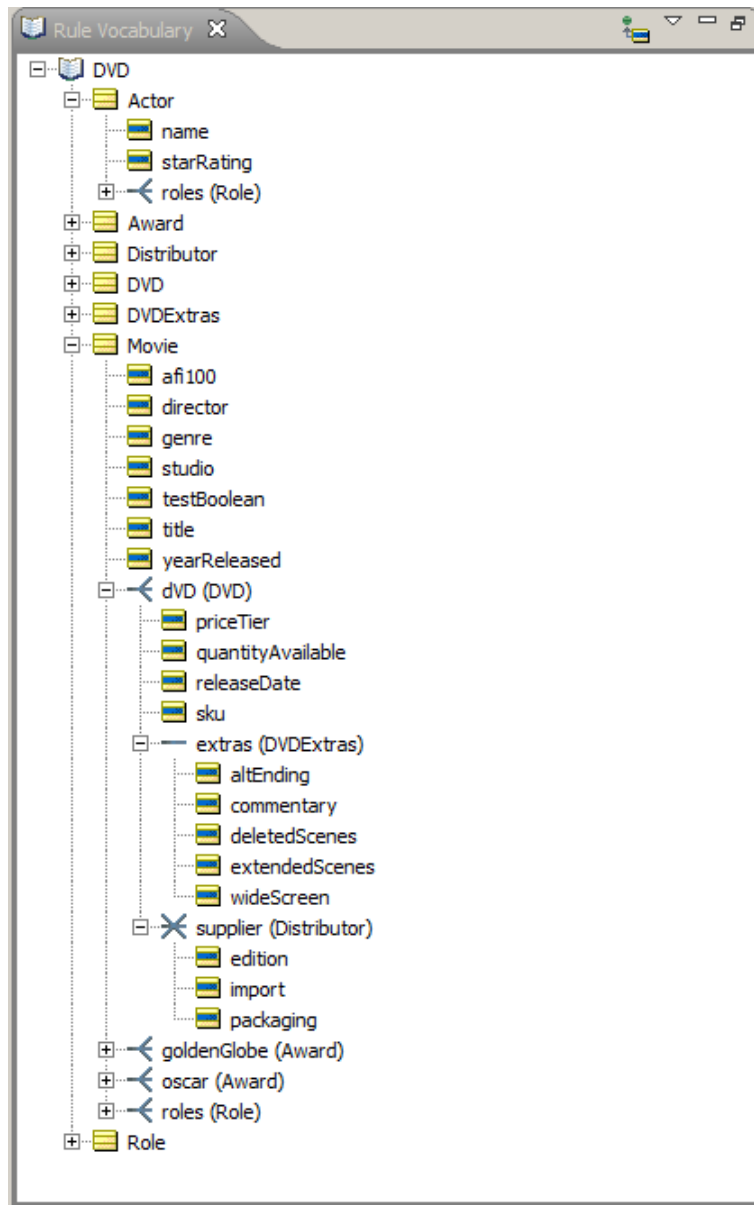 Rule Vocabulary
DVD
Actor
name
starRating
roles (Role)
Award
Distributor
DVD
DVDExtras
Movie
afi100
director
genre
studio
testBoolean
title
yearReleased
dVD (DVD)
priceTier
quantityAvailable
releaseDate
sku
extras (DVDExtras)
altEnding
commentary
deletedScenes
extendedScenes
wideScreen
supplier (Distributor)
edition
import
packaging
goldenGlobe (Award)
oscar (Award)
roles (Role)
Role